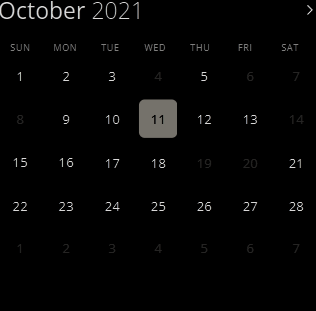 October 2021
SUN MON TUE WED THU FRI SAT
1 2 3 4 5 6 7
8 9 10 11 12 13 14
15 16 17 18 19 20 21
22 23 24 25 26 27 28
1 2 3 4 5 6 7